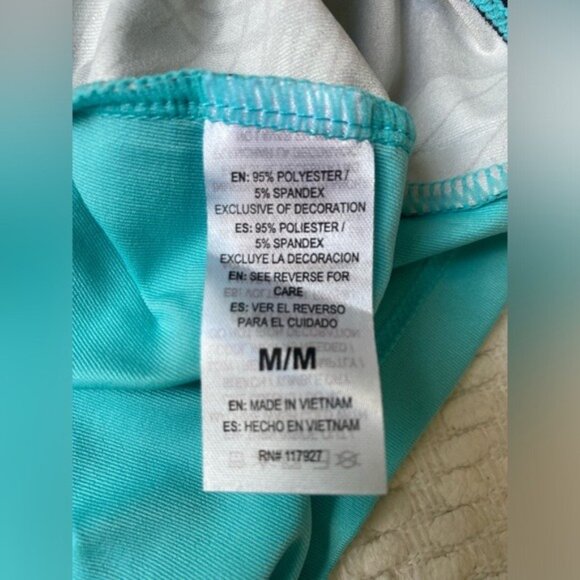 EN: 95% POLYESTER /
5% SPANDEX
EXCLUSIVE OF DECORATION
ES: 95% POLIESTER /
5% SPANDEX
EXCLUYE LA DECORACION
EN: SEE REVERSE FOR
CARE
ES: VER EL REVERSO
PARA EL CUIDADO
M/M
EN: MADE IN VIETNAM
ES: HECHO EN VIETNAM
RN# 117927